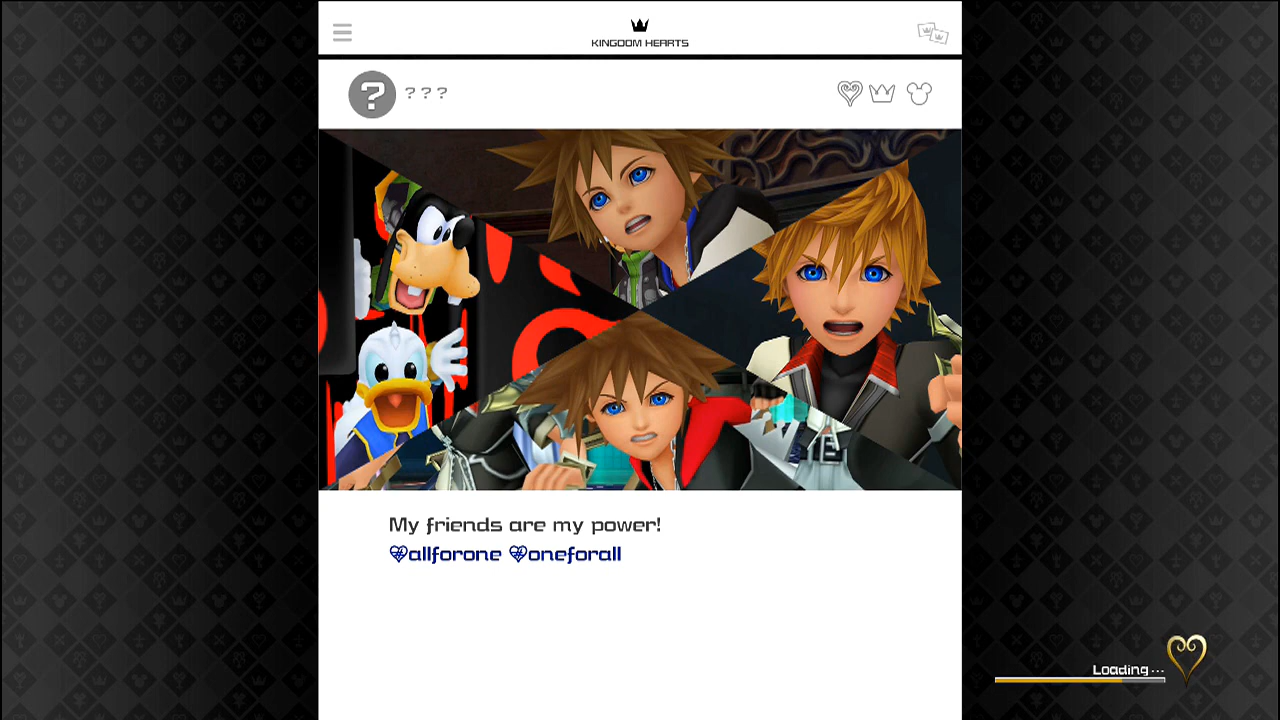 KINGDOM HEARTS
?
? ? ?
My friends are my power!
allforone oneforall
Loading...